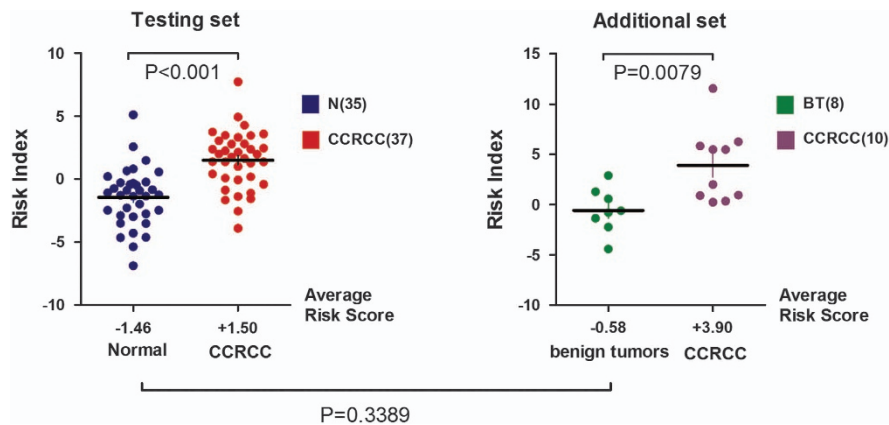 Testing set
Risk Index
10
5
0
-5
-10
P<0.001
N(35)
CCRCC(37)
-1.46
+1.50
Average
Risk Score
Normal
CCRCC
Additional set
Risk Index
15
10
5
0
-5
-10
P=0.0079
BT(8)
CCRCC(10)
-0.58
+3.90
Average
Risk Score
benign tumors
CCRCC
P=0.3389